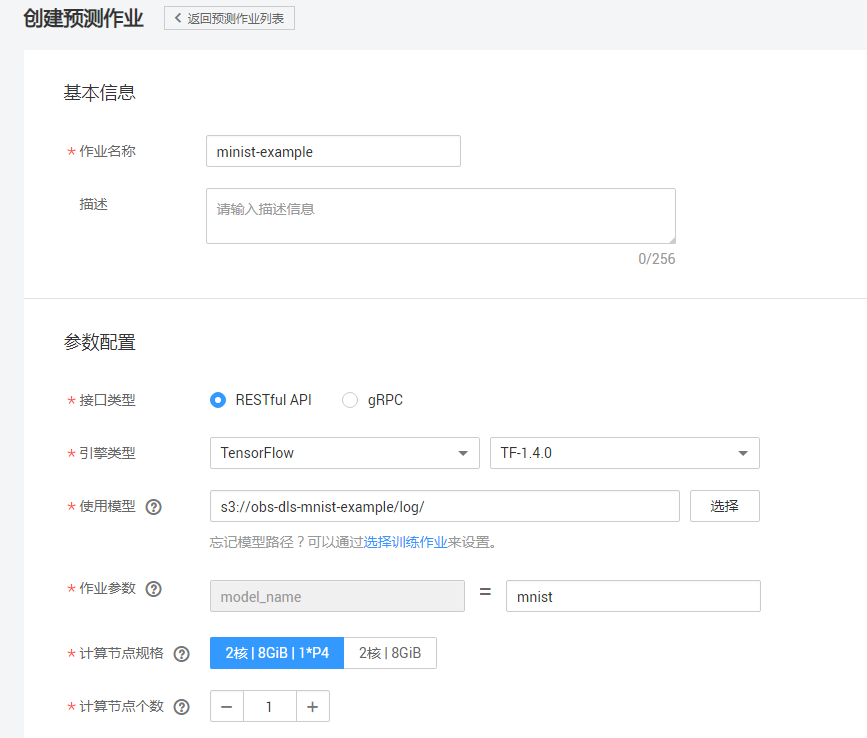 创建预测作业 返回预测作业列表
基本信息
* 作业名称 minist-example
描述 请输入描述信息
0/256
参数配置
* 接口类型 RESTful API gRPC
* 引擎类型 TensorFlow TF-1.4.0
* 使用模型 ? s3://obs-dls-mnist-example/log/ 选择
忘记模型路径？可以通过选择训练作业来设置。
* 作业参数 ? model_name = mnist
* 计算节点规格 ? 2核 | 8GiB | 1*P4 2核 | 8GiB
* 计算节点个数 ? − 1 +